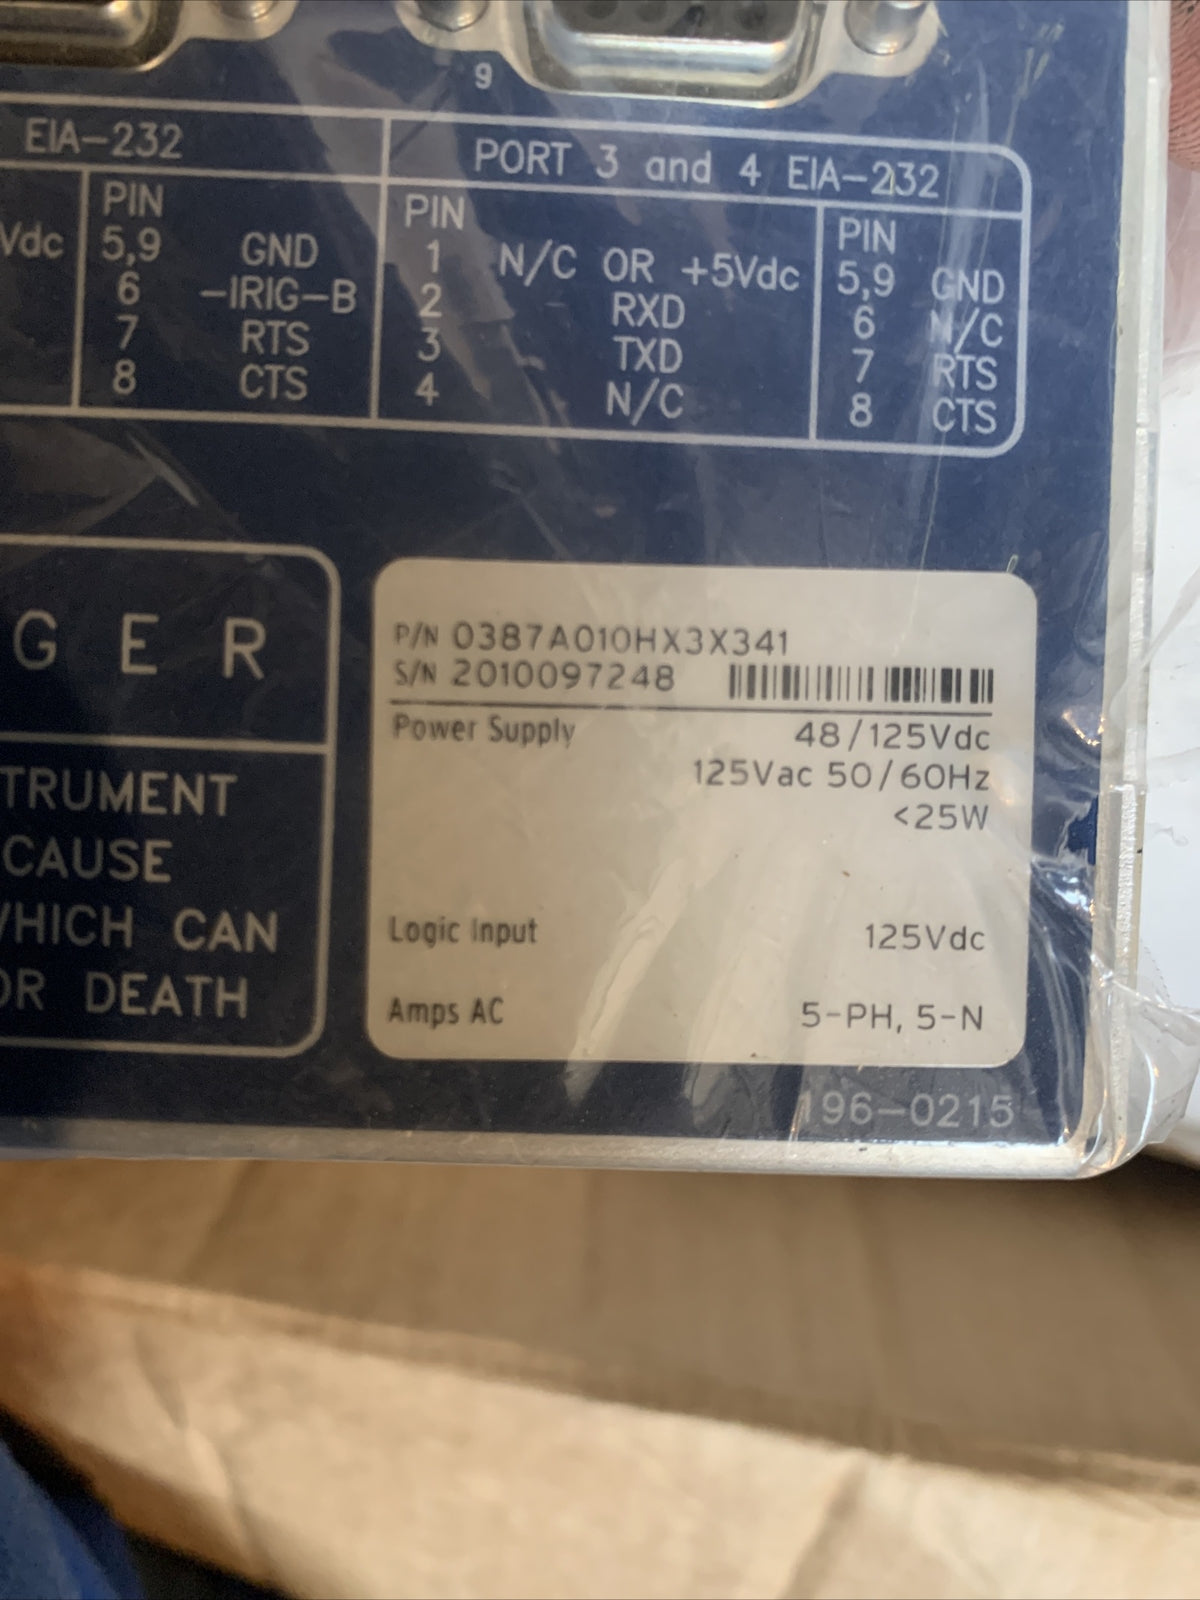 9
EIA-232
PORT 3 and 4 EIA-232
Vdc
PIN
5,9 GND
6 -IRIG-B
7 RTS
8 CTS
PIN
1 N/C OR +5Vdc
2 RXD
3 TXD
4 N/C
PIN
5,9 GND
6 N/C
7 RTS
8 CTS
G E R
TRUMENT
CAUSE
WHICH CAN
OR DEATH
P/N 0387A010HX3X341
S/N 2010097248
Power Supply 48/125Vdc
125Vac 50/60Hz
<25W
Logic Input 125Vdc
Amps AC 5-PH, 5-N
196-0215